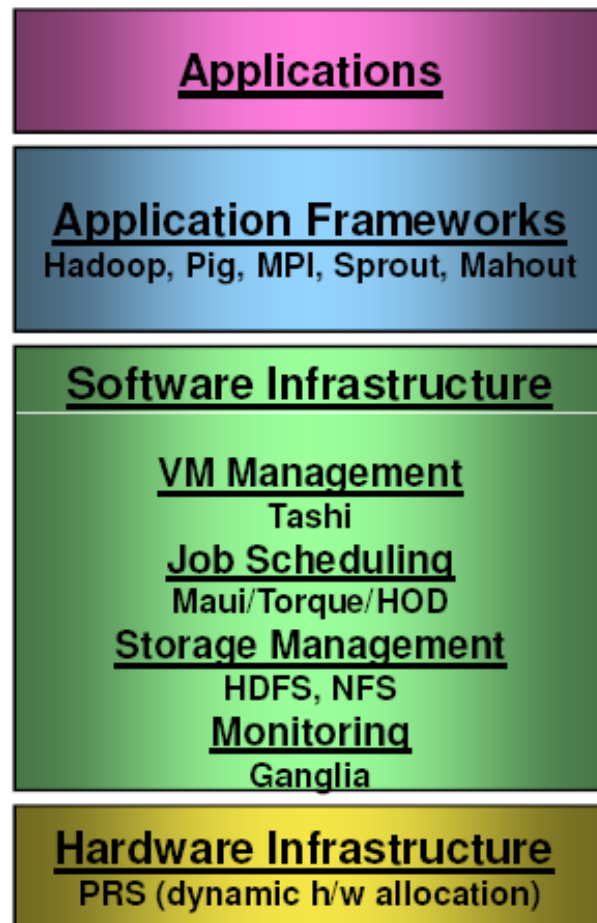 Applications
Application Frameworks
Hadoop, Pig, MPI, Sprout, Mahout
Software Infrastructure
VM Management
Tashi
Job Scheduling
Maui/Torque/HOD
Storage Management
HDFS, NFS
Monitoring
Ganglia
Hardware Infrastructure
PRS (dynamic h/w allocation)